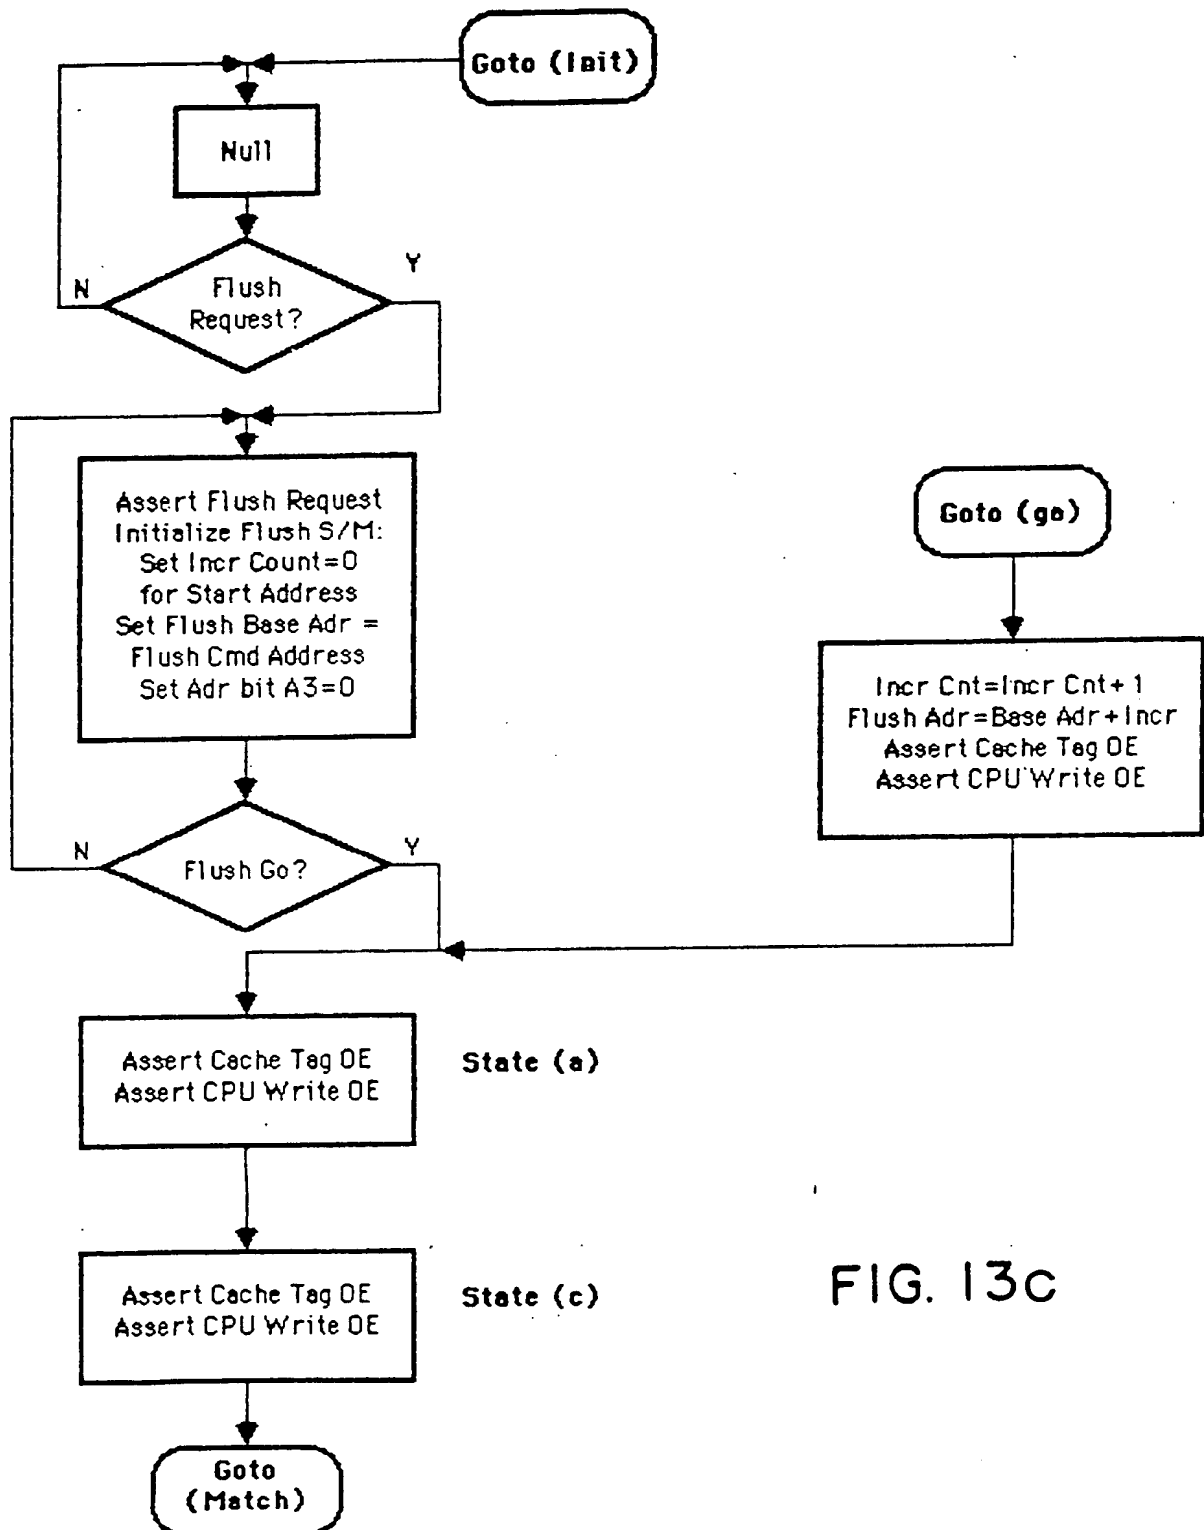 Goto (Init)
Null
N
Y
Flush
Request?
Assert Flush Request
Initialize Flush S/M:
Set Incr Count=0
for Start Address
Set Flush Base Adr =
Flush Cmd Address
Set Adr bit A3=0
Goto (go)
Incr Cnt=Incr Cnt+1
Flush Adr=Base Adr+Incr
Assert Cache Tag OE
Assert CPU Write OE
N
Y
Flush Go?
Assert Cache Tag OE
Assert CPU Write OE
State (a)
Assert Cache Tag OE
Assert CPU Write OE
State (c)
FIG. 13c
Goto
(Match)